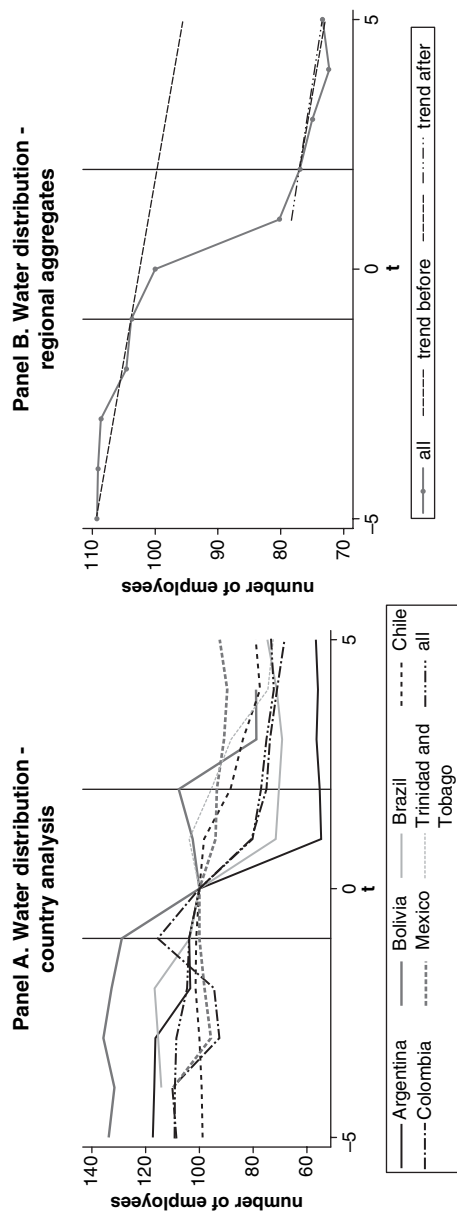 Panel A. Water distribution -
country analysis
number of employees
140
120
100
80
60
-5
0
5
t
Argentina
Bolivia
Brazil
Chile
Colombia
Mexico
Trinidad and
Tobago
all
Panel B. Water distribution -
regional aggregates
number of employees
110
100
90
80
70
-5
0
5
t
all
trend before
trend after